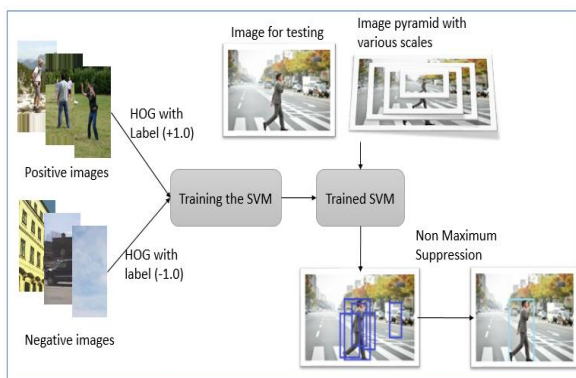 Image for testing
Image pyramid with
various scales
HOG with
Label (+1.0)
Positive images
Training the SVM
Trained SVM
HOG with
label (-1.0)
Non Maximum
Suppression
Negative images